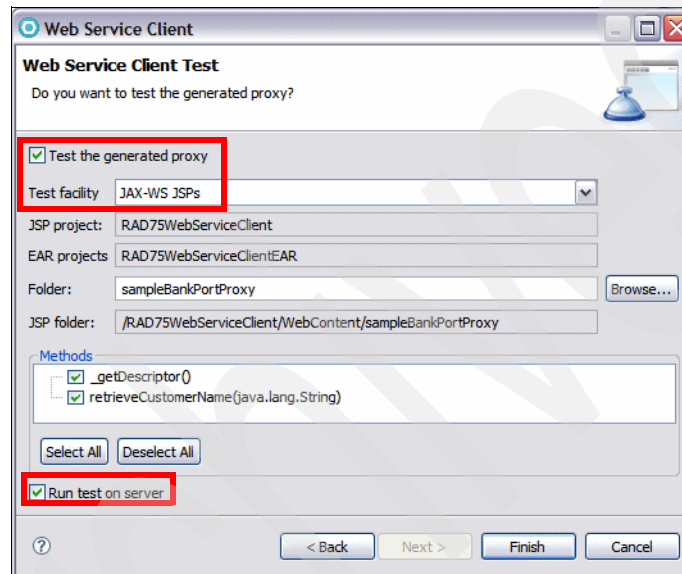 Web Service Client
Web Service Client Test
Do you want to test the generated proxy?
Test the generated proxy
Test facility JAX-WS JSPs
JSP project: RAD75WebServiceClient
EAR projects RAD75WebServiceClientEAR
Folder: sampleBankPortProxy Browse...
JSP folder: /RAD75WebServiceClient/WebContent/sampleBankPortProxy
Methods
_getDescriptor()
retrieveCustomerName(java.lang.String)
Select All Deselect All
Run test on server
? < Back Next > Finish Cancel